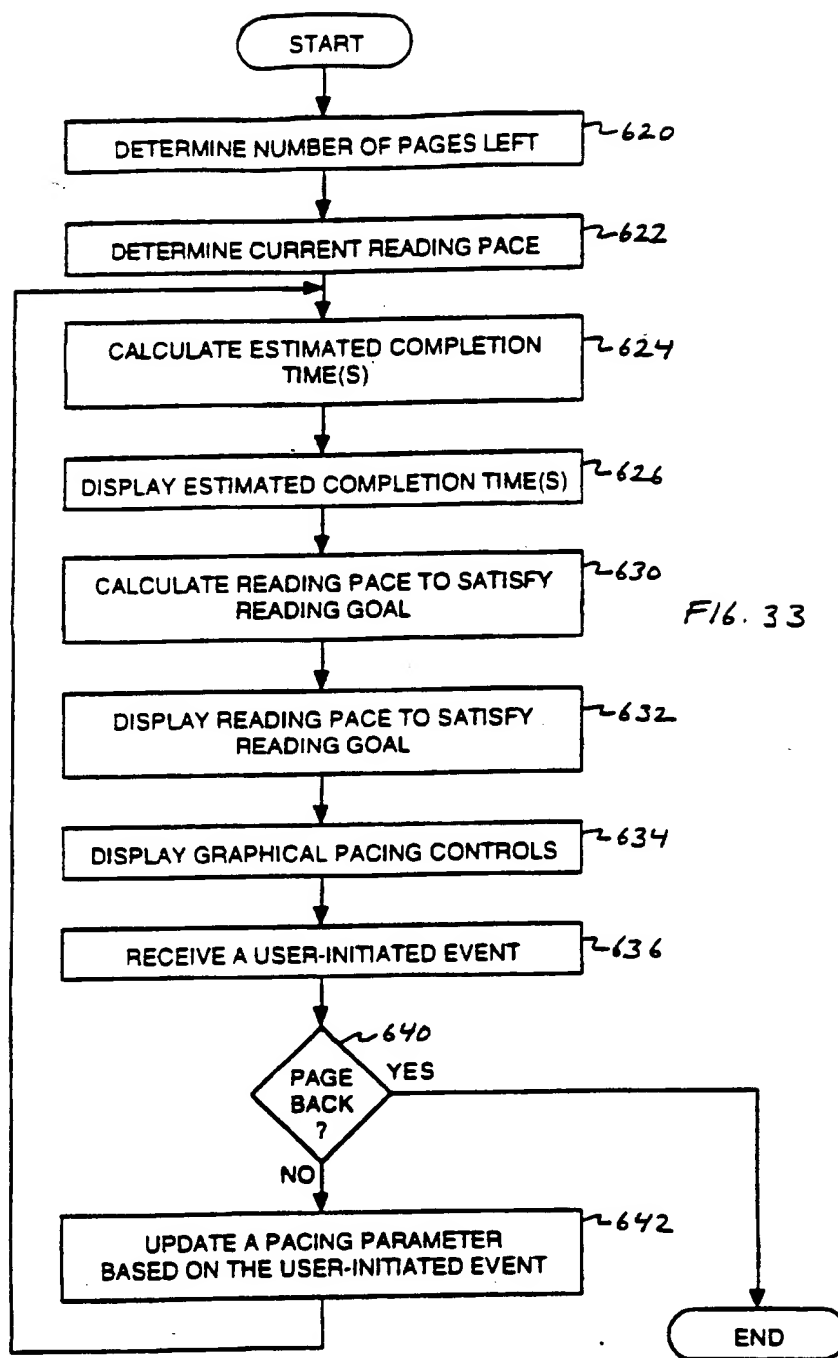 START
DETERMINE NUMBER OF PAGES LEFT
620
DETERMINE CURRENT READING PACE
622
CALCULATE ESTIMATED COMPLETION
TIME(S)
624
DISPLAY ESTIMATED COMPLETION TIME(S)
626
CALCULATE READING PACE TO SATISFY
READING GOAL
630
FIG. 33
DISPLAY READING PACE TO SATISFY
READING GOAL
632
DISPLAY GRAPHICAL PACING CONTROLS
634
RECEIVE A USER-INITIATED EVENT
636
640
PAGE
BACK
?
YES
NO
UPDATE A PACING PARAMETER
BASED ON THE USER-INITIATED EVENT
642
END